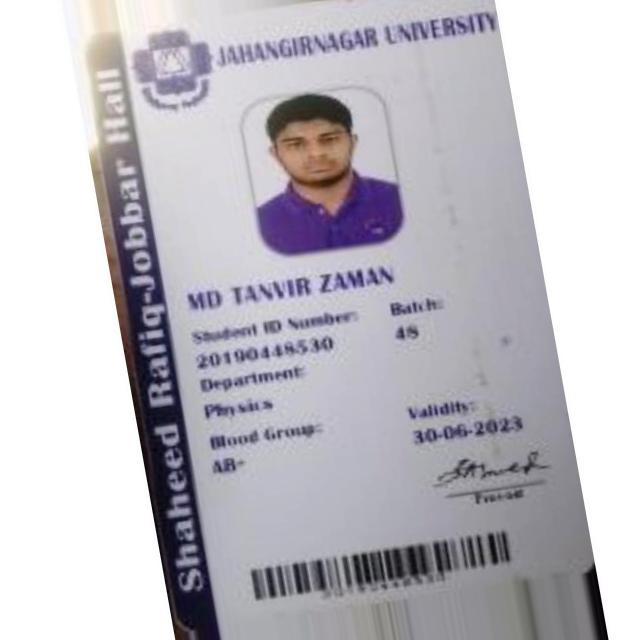 JAHANGIRNAGAR UNIVERSITY
Shaheed Rafiq-Jobbar Hall
MD TANVIR ZAMAN
Student ID Number:
20190448530
Batch:
48
Department:
Physics
Blood Group:
AB+
Validity:
30-06-2023
Provost